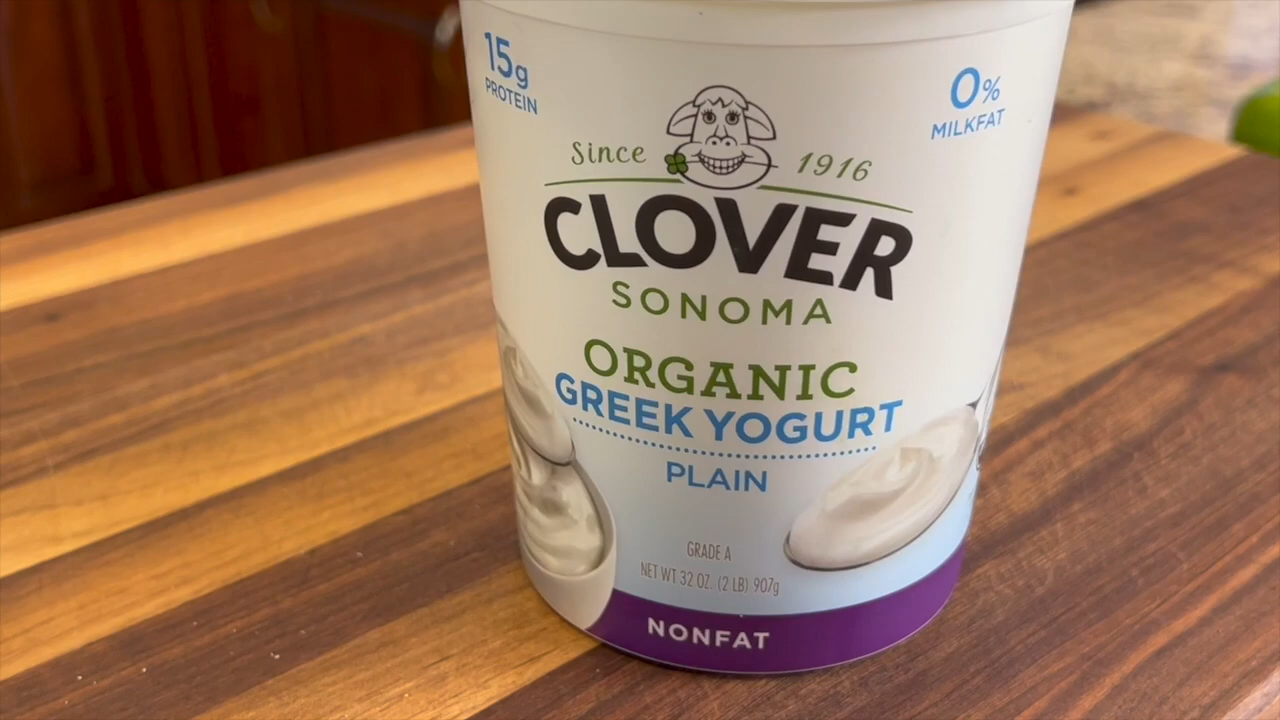 15g
PROTEIN
0%
MILKFAT
Since 1916
CLOVER
SONOMA
ORGANIC
GREEK YOGURT
PLAIN
GRADE A
NET WT 32 OZ. (2 LB) 907g
NONFAT